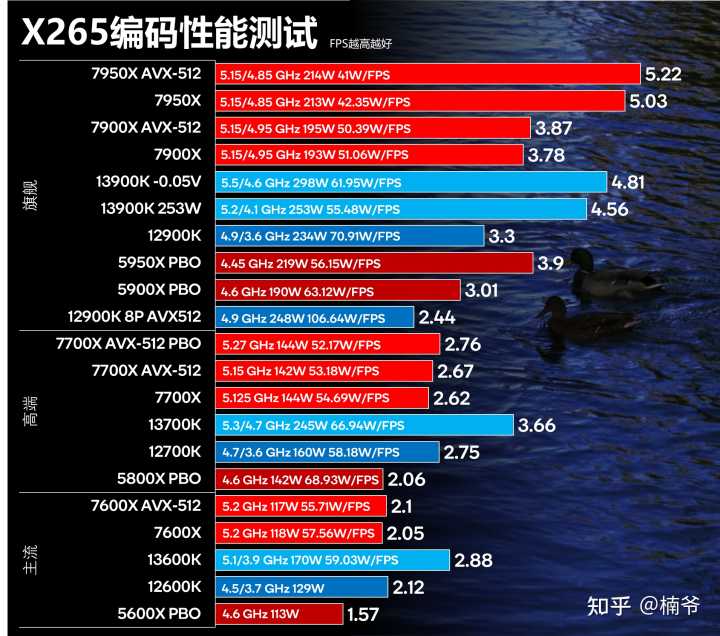 X265编码性能测试 FPS越高越好
旗舰
7950X AVX-512 5.15/4.85 GHz 214W 41W/FPS 5.22
7950X 5.15/4.85 GHz 213W 42.35W/FPS 5.03
7900X AVX-512 5.15/4.95 GHz 195W 50.39W/FPS 3.87
7900X 5.15/4.95 GHz 193W 51.06W/FPS 3.78
13900K -0.05V 5.5/4.6 GHz 298W 61.95W/FPS 4.81
13900K 253W 5.2/4.1 GHz 253W 55.48W/FPS 4.56
12900K 4.9/3.6 GHz 234W 70.91W/FPS 3.3
5950X PBO 4.45 GHz 219W 56.15W/FPS 3.9
5900X PBO 4.6 GHz 190W 63.12W/FPS 3.01
12900K 8P AVX512 4.9 GHz 248W 106.64W/FPS 2.44
高端
7700X AVX-512 PBO 5.27 GHz 144W 52.17W/FPS 2.76
7700X AVX-512 5.15 GHz 142W 53.18W/FPS 2.67
7700X 5.125 GHz 144W 54.69W/FPS 2.62
13700K 5.3/4.7 GHz 245W 66.94W/FPS 3.66
12700K 4.7/3.6 GHz 160W 58.18W/FPS 2.75
5800X PBO 4.6 GHz 142W 68.93W/FPS 2.06
主流
7600X AVX-512 5.2 GHz 117W 55.71W/FPS 2.1
7600X 5.2 GHz 118W 57.56W/FPS 2.05
13600K 5.1/3.9 GHz 170W 59.03W/FPS 2.88
12600K 4.5/3.7 GHz 129W 2.12
5600X PBO 4.6 GHz 113W 1.57
知乎 @楠爷